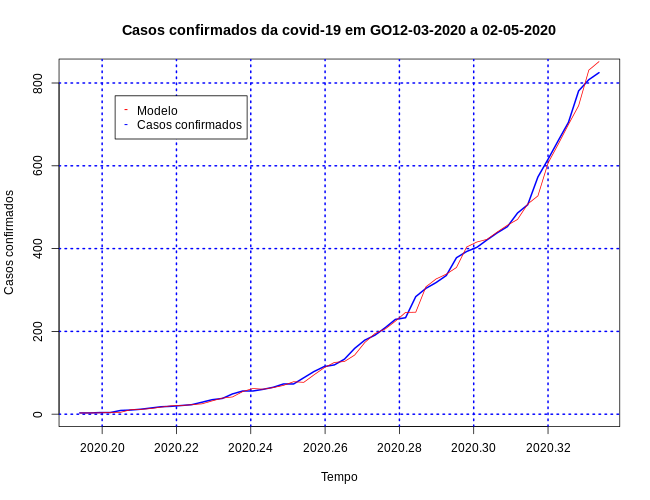 Casos confirmados da covid-19 em GO12-03-2020 a 02-05-2020
Casos confirmados
800
600
400
200
0
Modelo
Casos confirmados
2020.20 2020.22 2020.24 2020.26 2020.28 2020.30 2020.32
Tempo